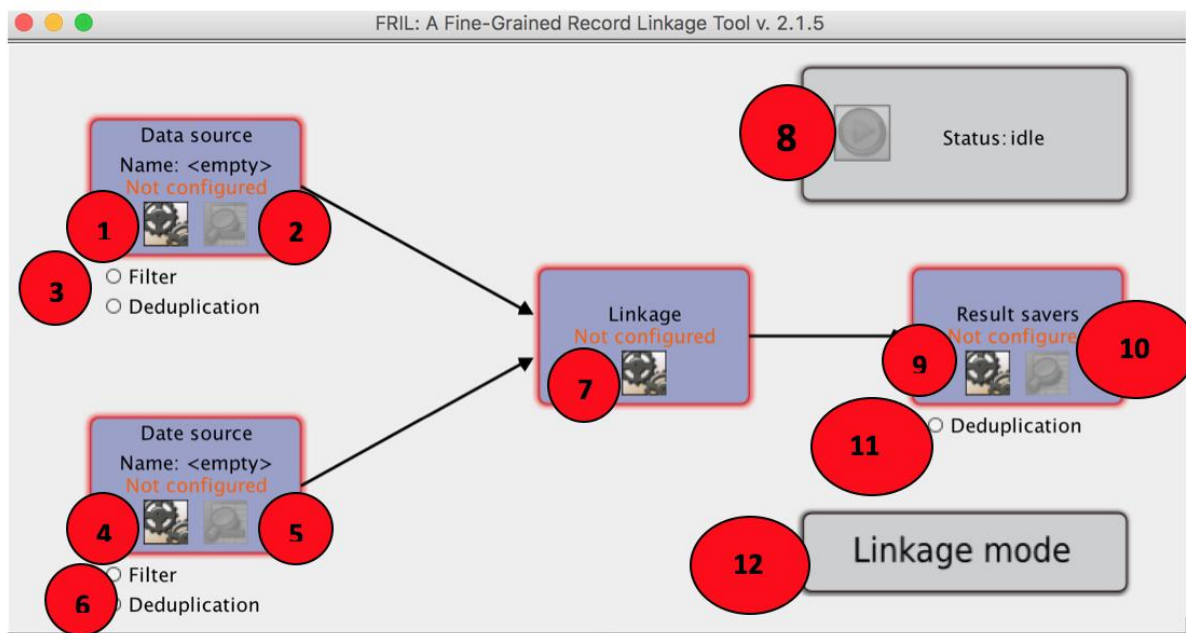 FRIL: A Fine-Grained Record Linkage Tool v. 2.1.5
Data source
Name: <empty>
Not configured
1
2
3
Filter
Deduplication
8
Status: idle
Linkage
Not configured
7
Result savers
Not configure
9
10
11
Deduplication
Date source
Name: <empty>
Not configured
4
5
Filter
6
Deduplication
12
Linkage mode